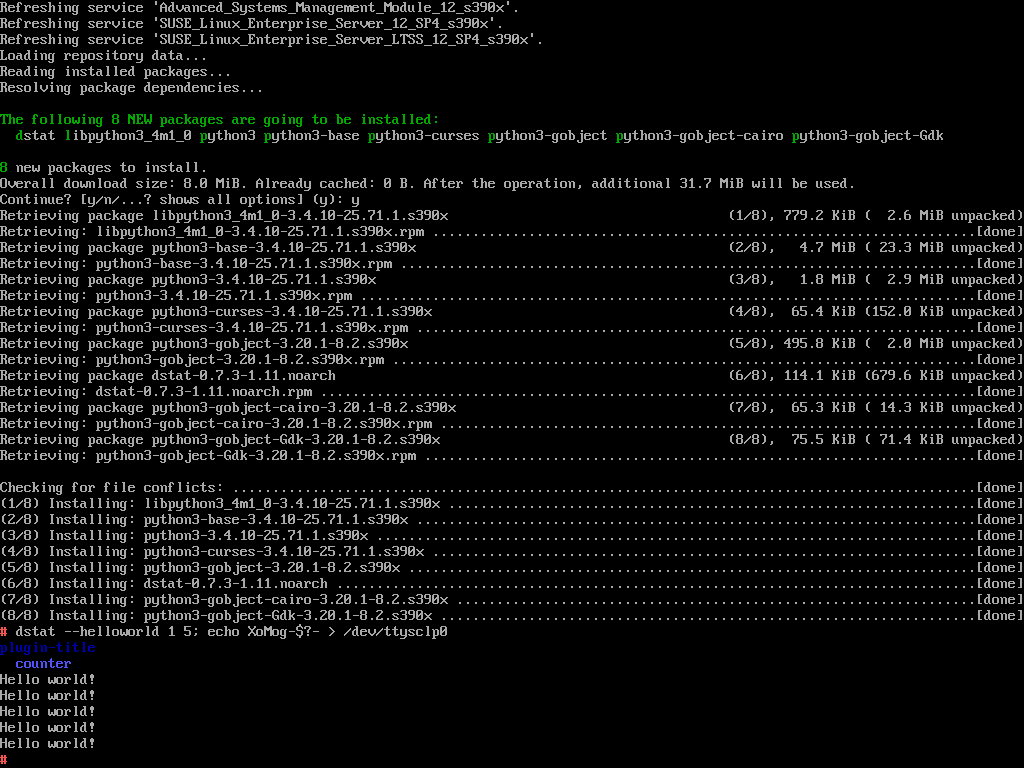 Refreshing service 'Advanced_Systems_Management_Module_12_s390x'.
Refreshing service 'SUSE_Linux_Enterprise_Server_12_SP4_s390x'.
Refreshing service 'SUSE_Linux_Enterprise_Server_LTSS_12_SP4_s390x'.
Loading repository data...
Reading installed packages...
Resolving package dependencies...
The following 8 NEW packages are going to be installed:
dstat libpython3_4m1_0 python3 python3-base python3-curses python3-gobject python3-gobject-cairo python3-gobject-Gdk
8 new packages to install.
Overall download size: 8.0 MiB. Already cached: 0 B. After the operation, additional 31.7 MiB will be used.
Continue? [y/n/...? shows all options] (y): y
Retrieving package libpython3_4m1_0-3.4.10-25.71.1.s390x (1/8), 779.2 KiB ( 2.6 MiB unpacked)
Retrieving: libpython3_4m1_0-3.4.10-25.71.1.s390x.rpm ....................................................................[done]
Retrieving package python3-base-3.4.10-25.71.1.s390x (2/8), 4.7 MiB ( 23.3 MiB unpacked)
Retrieving: python3-base-3.4.10-25.71.1.s390x.rpm ........................................................................[done]
Retrieving package python3-3.4.10-25.71.1.s390x (3/8), 1.8 MiB ( 2.9 MiB unpacked)
Retrieving: python3-3.4.10-25.71.1.s390x.rpm .............................................................................[done]
Retrieving package python3-curses-3.4.10-25.71.1.s390x (4/8), 65.4 KiB (152.0 KiB unpacked)
Retrieving: python3-curses-3.4.10-25.71.1.s390x.rpm ......................................................................[done]
Retrieving package python3-gobject-3.20.1-8.2.s390x (5/8), 495.8 KiB ( 2.0 MiB unpacked)
Retrieving: python3-gobject-3.20.1-8.2.s390x.rpm .........................................................................[done]
Retrieving package dstat-0.7.3-1.11.noarch (6/8), 114.1 KiB (679.6 KiB unpacked)
Retrieving: dstat-0.7.3-1.11.noarch.rpm ..................................................................................[done]
Retrieving package python3-gobject-cairo-3.20.1-8.2.s390x (7/8), 65.3 KiB ( 14.3 KiB unpacked)
Retrieving: python3-gobject-cairo-3.20.1-8.2.s390x.rpm ...................................................................[done]
Retrieving package python3-gobject-Gdk-3.20.1-8.2.s390x (8/8), 75.5 KiB ( 71.4 KiB unpacked)
Retrieving: python3-gobject-Gdk-3.20.1-8.2.s390x.rpm .....................................................................[done]
Checking for file conflicts: .............................................................................................[done]
(1/8) Installing: libpython3_4m1_0-3.4.10-25.71.1.s390x ..................................................................[done]
(2/8) Installing: python3-base-3.4.10-25.71.1.s390x ......................................................................[done]
(3/8) Installing: python3-3.4.10-25.71.1.s390x ...........................................................................[done]
(4/8) Installing: python3-curses-3.4.10-25.71.1.s390x ....................................................................[done]
(5/8) Installing: python3-gobject-3.20.1-8.2.s390x .......................................................................[done]
(6/8) Installing: dstat-0.7.3-1.11.noarch ................................................................................[done]
(7/8) Installing: python3-gobject-cairo-3.20.1-8.2.s390x .................................................................[done]
(8/8) Installing: python3-gobject-Gdk-3.20.1-8.2.s390x ...................................................................[done]
# dstat --helloworld 1 5; echo XoMog-$?- > /dev/ttysclp0
plugin-title
counter
Hello world!
Hello world!
Hello world!
Hello world!
Hello world!
#